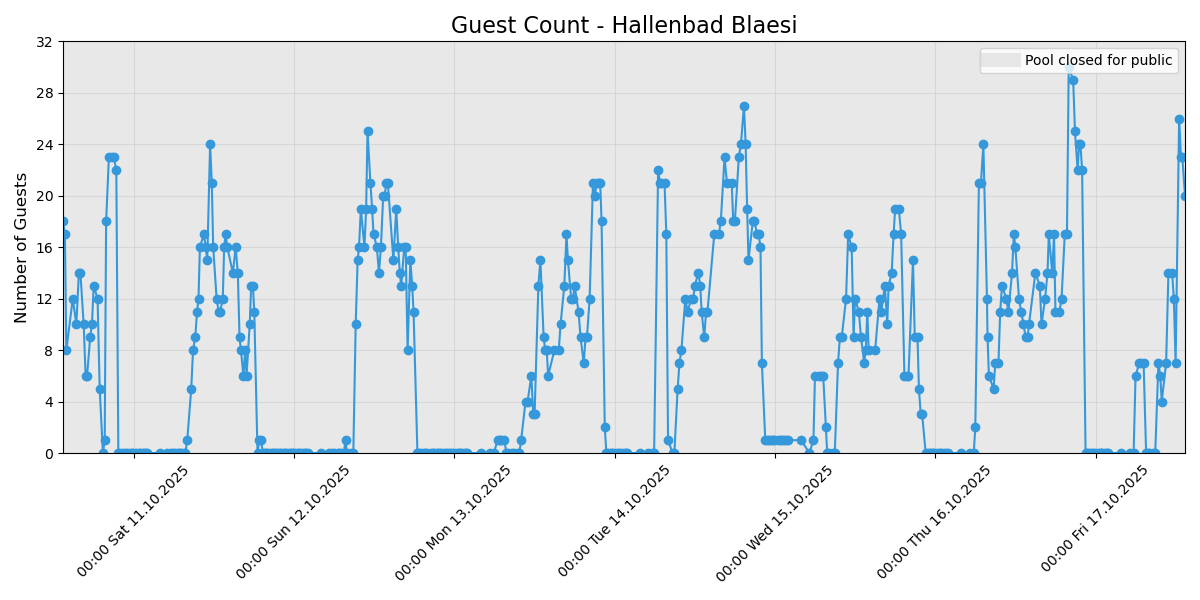 Guest Count - Hallenbad Blaesi
Number of Guests
32
28
24
20
16
12
8
4
0
Pool closed for public
00:00 Sat 11.10.2025
00:00 Sun 12.10.2025
00:00 Mon 13.10.2025
00:00 Tue 14.10.2025
00:00 Wed 15.10.2025
00:00 Thu 16.10.2025
00:00 Fri 17.10.2025